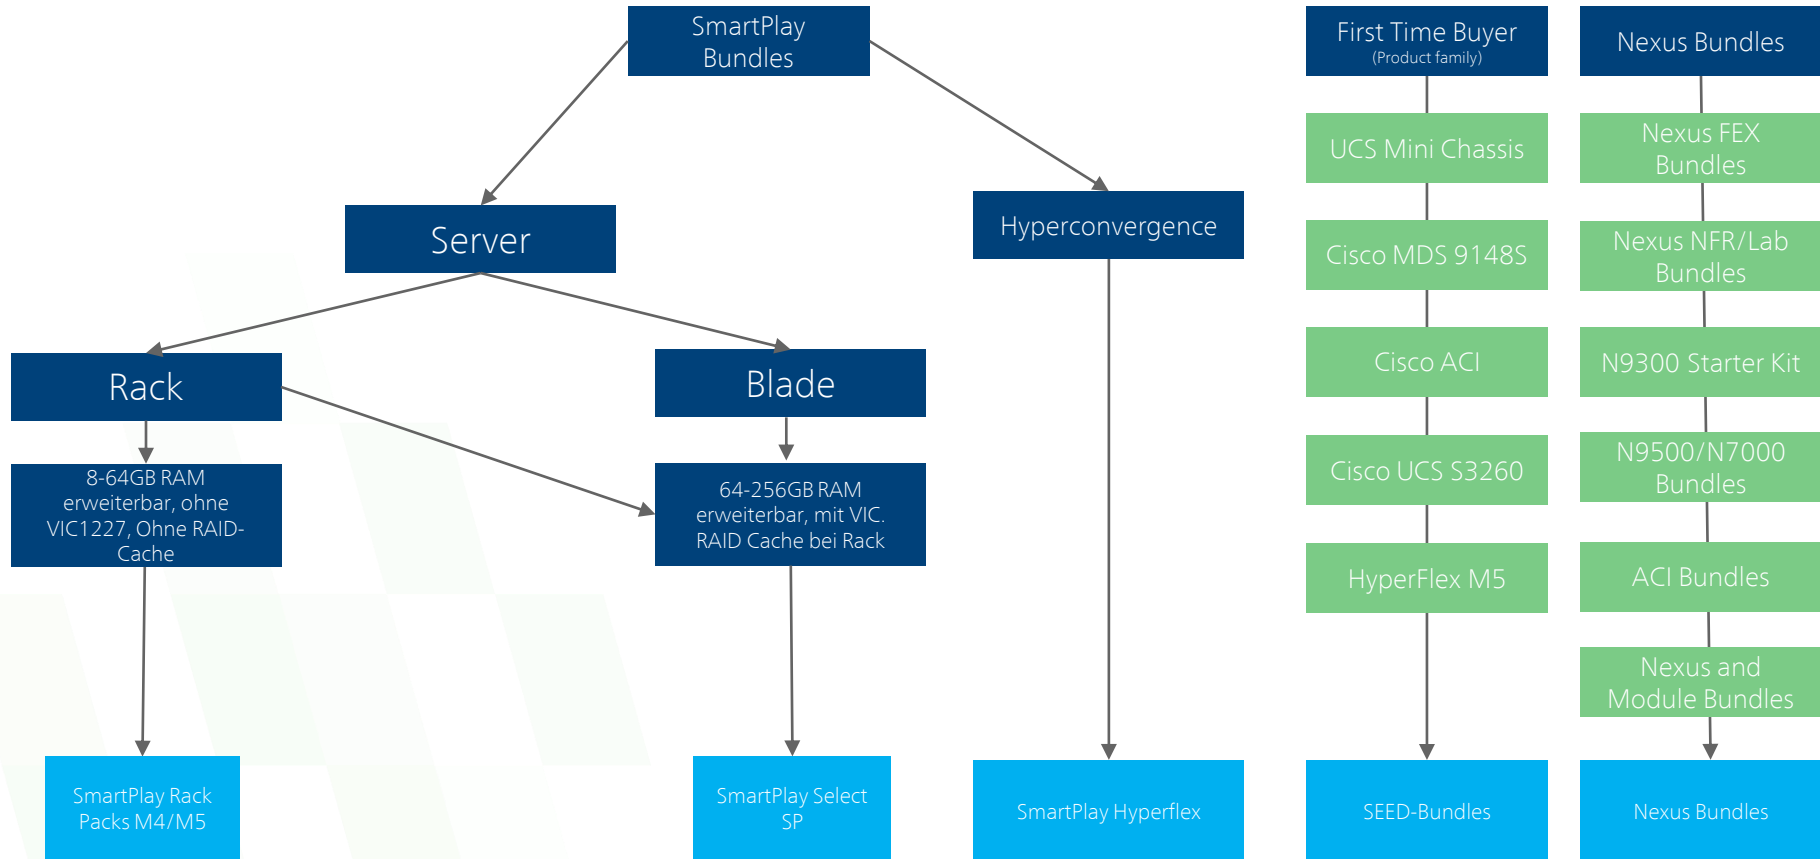 SmartPlay
Bundles
First Time Buyer
(Product family)
Nexus Bundles
UCS Mini Chassis
Nexus FEX
Bundles
Server
Hyperconvergence
Cisco MDS 9148S
Nexus NFR/Lab
Bundles
Rack
Blade
Cisco ACI
N9300 Starter Kit
8-64GB RAM
erweiterbar, ohne
VIC1227, Ohne RAID-
Cache
64-256GB RAM
erweiterbar, mit VIC.
RAID Cache bei Rack
Cisco UCS S3260
N9500/N7000
Bundles
HyperFlex M5
ACI Bundles
Nexus and
Module Bundles
SmartPlay Rack
Packs M4/M5
SmartPlay Select
SP
SmartPlay Hyperflex
SEED-Bundles
Nexus Bundles